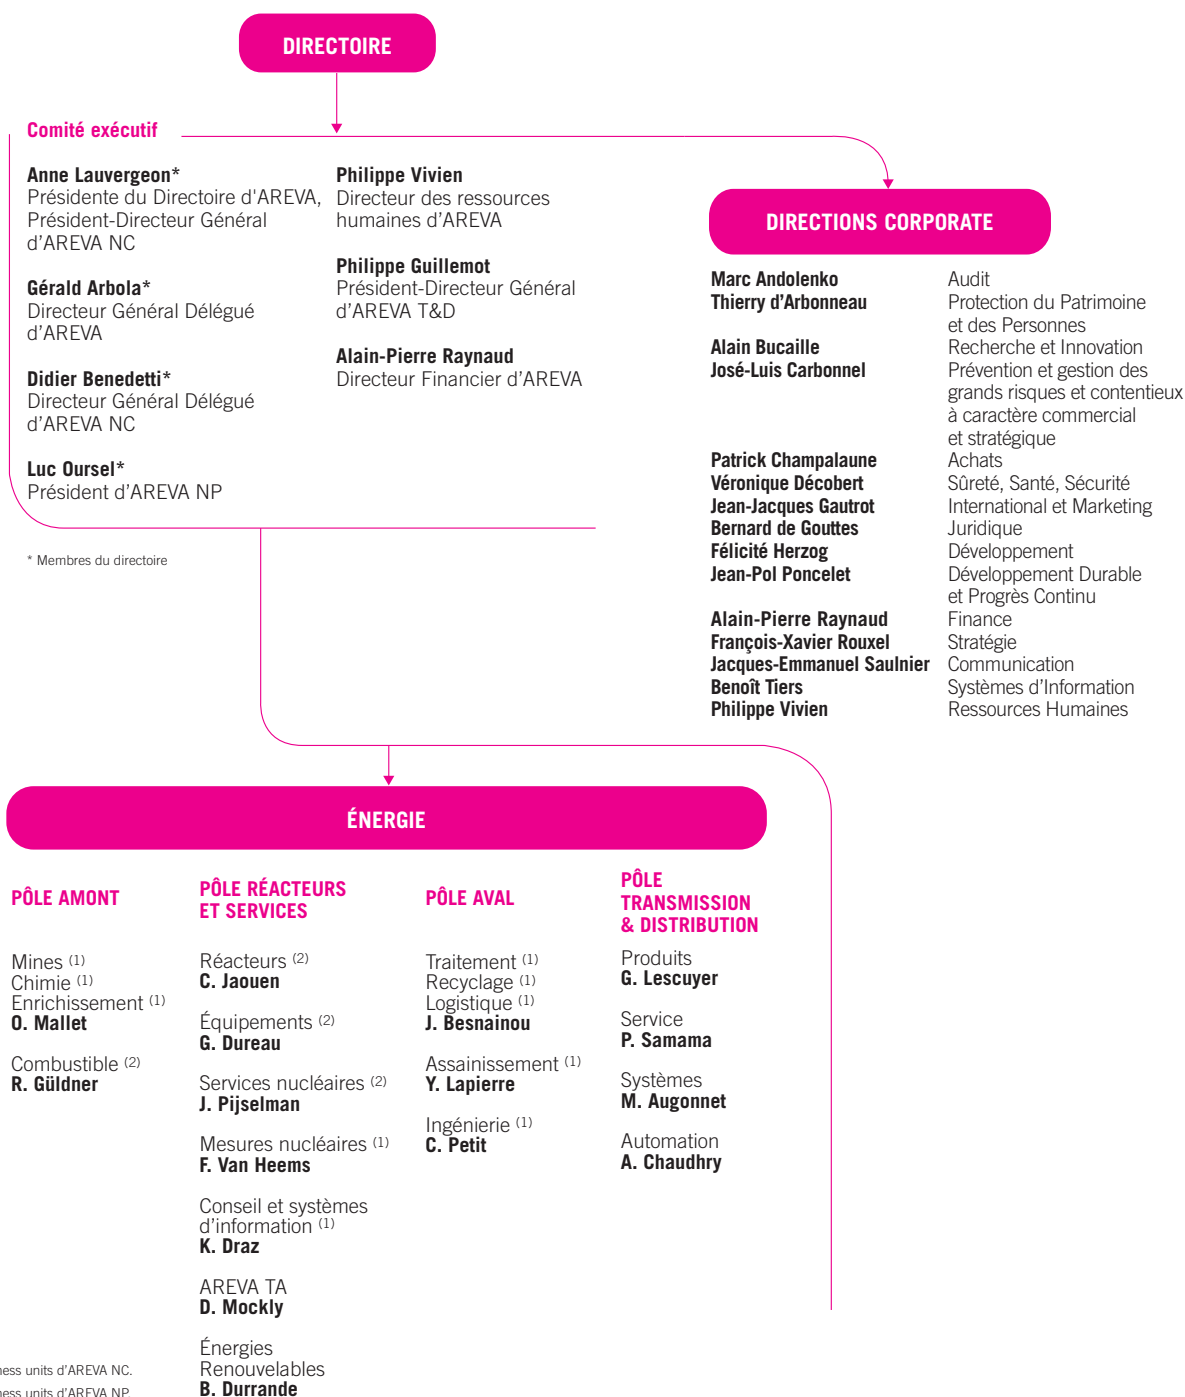 DIRECTOIRE
Comité exécutif
Anne Lauvergeon*
Présidente du Directoire d'AREVA,
Président-Directeur Général
d’AREVA NC
Gérald Arbola*
Directeur Général Délégué
d’AREVA
Didier Benedetti*
Directeur Général Délégué
d’AREVA NC
Luc Oursel*
Président d’AREVA NP
Philippe Vivien
Directeur des ressources
humaines d’AREVA
Philippe Guillemot
Président-Directeur Général
d’AREVA T&D
Alain-Pierre Raynaud
Directeur Financier d’AREVA
* Membres du directoire
DIRECTIONS CORPORATE
Marc Andolenko Audit
Thierry d’Arbonneau Protection du Patrimoine
et des Personnes
Alain Bucaille Recherche et Innovation
José-Luis Carbonnel Prévention et gestion des
grands risques et contentieux
à caractère commercial
et stratégique
Patrick Champalaune Achats
Véronique Décobert Sûreté, Santé, Sécurité
Jean-Jacques Gautrot International et Marketing
Bernard de Gouttes Juridique
Félicité Herzog Développement
Jean-Pol Poncelet Développement Durable
et Progrès Continu
Alain-Pierre Raynaud Finance
François-Xavier Rouxel Stratégie
Jacques-Emmanuel Saulnier Communication
Benoît Tiers Systèmes d’Information
Philippe Vivien Ressources Humaines
ÉNERGIE
PÔLE AMONT
Mines (1)
Chimie (1)
Enrichissement (1)
O. Mallet
Combustible (2)
R. Güldner
PÔLE RÉACTEURS
ET SERVICES
Réacteurs (2)
C. Jaouen
Équipements (2)
G. Dureau
Services nucléaires (2)
J. Pijselman
Mesures nucléaires (1)
F. Van Heems
Conseil et systèmes
d’information (1)
K. Draz
AREVA TA
D. Mockly
Énergies
Renouvelables
B. Durrande
PÔLE AVAL
Traitement (1)
Recyclage (1)
Logistique (1)
J. Besnainou
Assainissement (1)
Y. Lapierre
Ingénierie (1)
C. Petit
PÔLE
TRANSMISSION
& DISTRIBUTION
Produits
G. Lescuyer
Service
P. Samama
Systèmes
M. Augonnet
Automation
A. Chaudhry
units d’AREVA NC.
units d’AREVA NP.